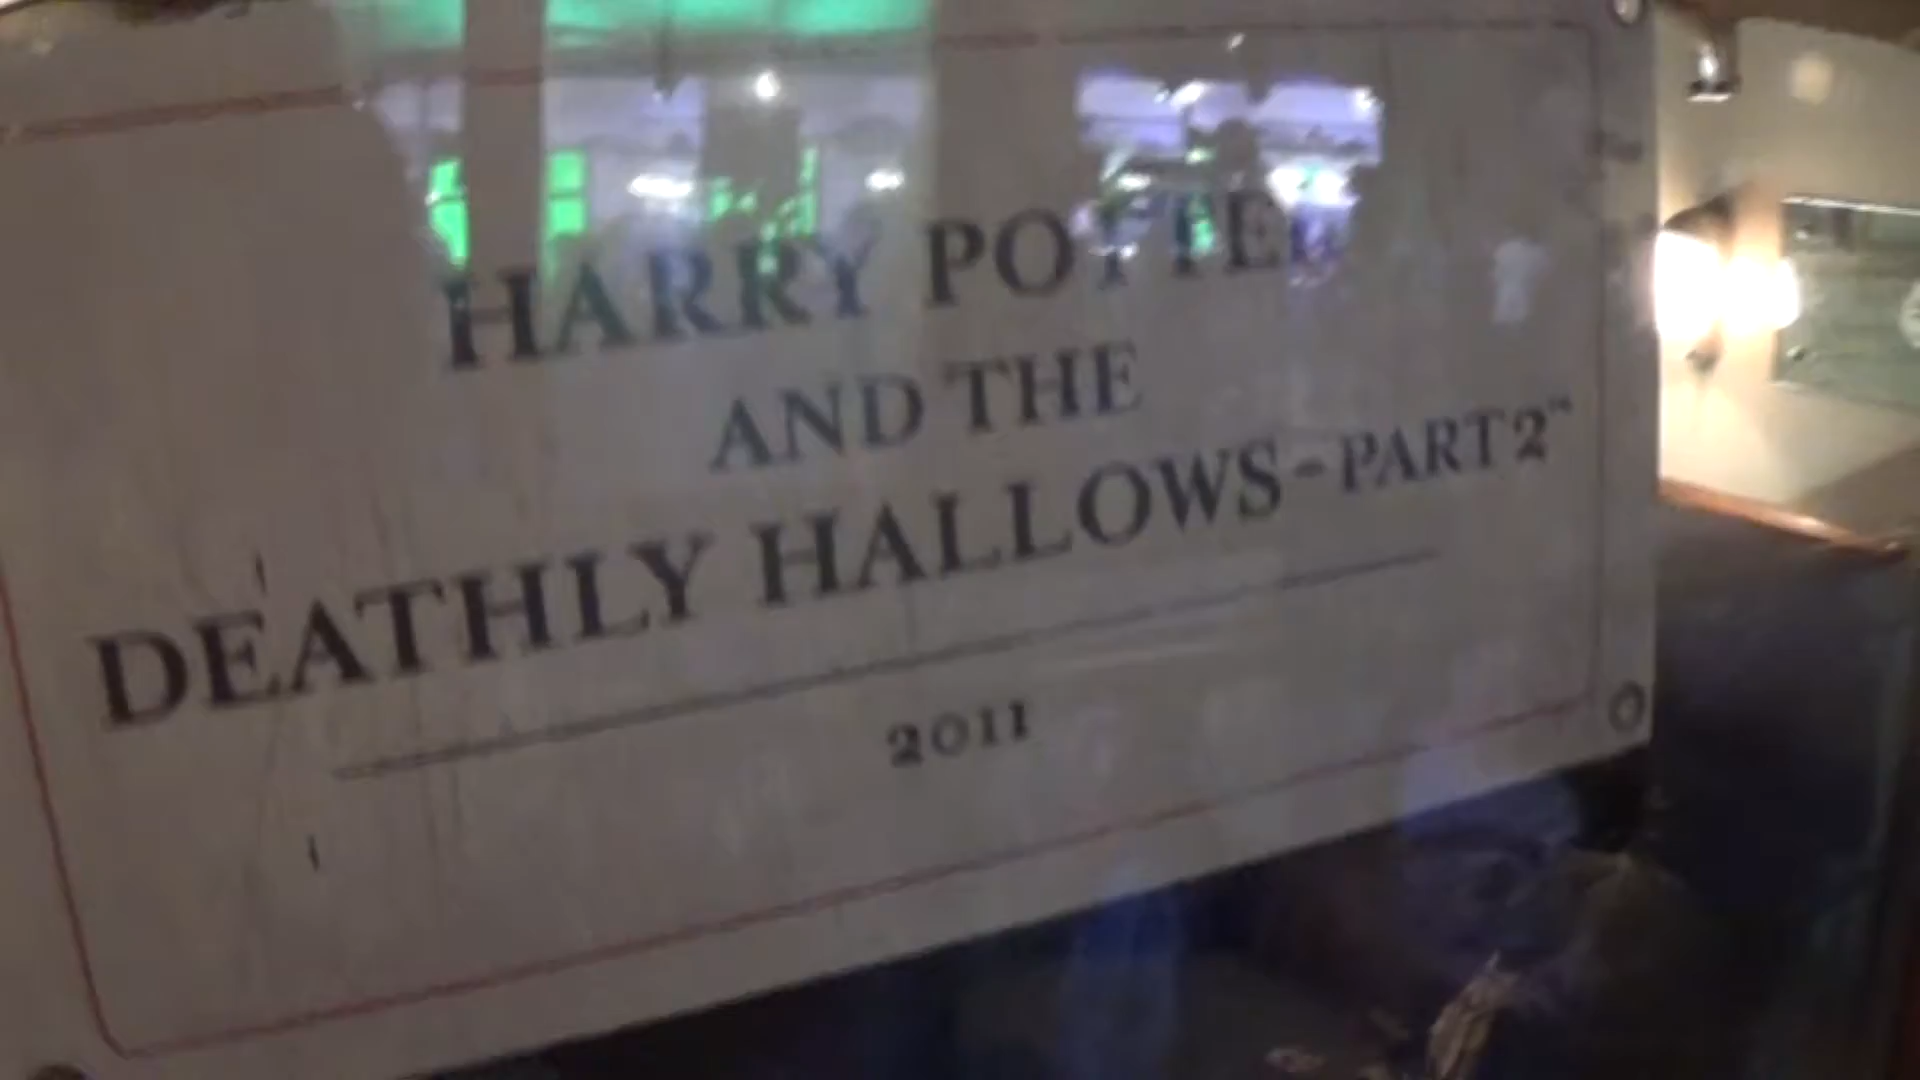 HARRY POTTER
AND THE
DEATHLY HALLOWS - PART 2"
2011